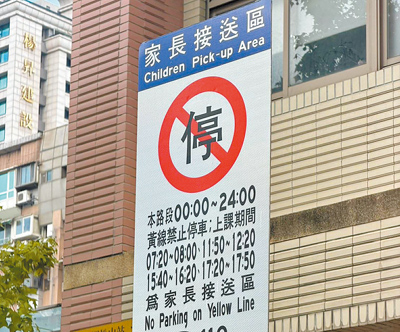 家長接送區
Children Pick-up Area
停
本路段00:00~24:00
黃線禁止停車；上課期間
07:20~08:00、11:50~12:20
15:40~16:20、17:20~17:50
為家長接送區
No Parking on Yellow Line